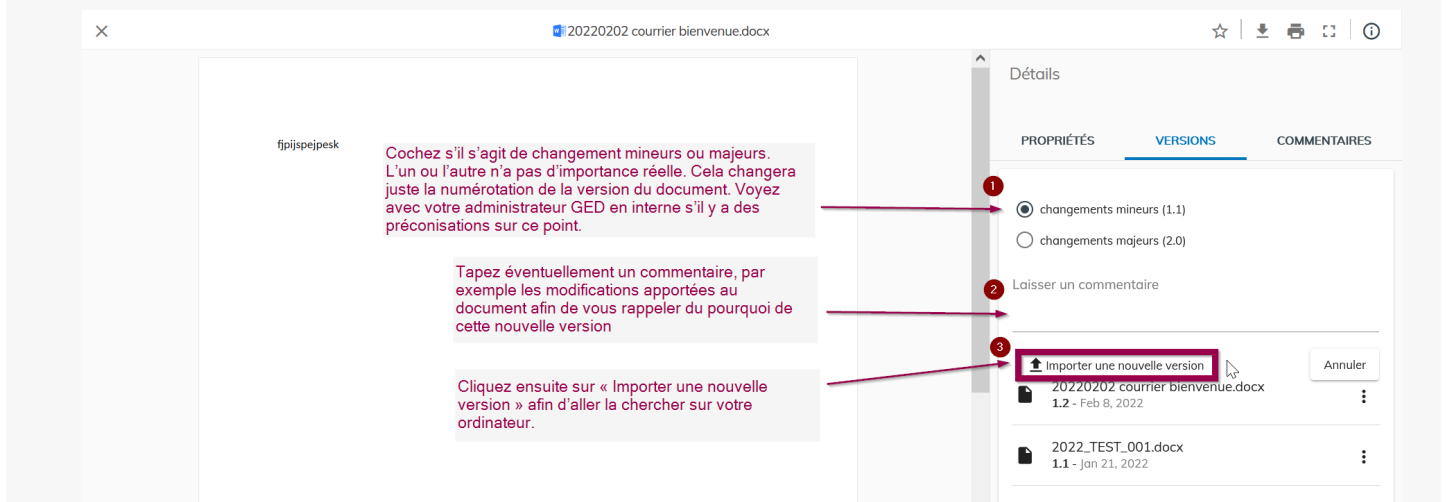 20220202 courrier bienvenue.docx
Détails
PROPRIÉTÉS VERSIONS COMMENTAIRES
fjpijspejpesk
Cochez s’il s’agit de changement mineurs ou majeurs.
L’un ou l’autre n’a pas d’importance réelle. Cela changera
juste la numérotation de la version du document. Voyez
avec votre administrateur GED en interne s’il y a des
préconisations sur ce point.
1
changements mineurs (1.1)
changements majeurs (2.0)
Tapez éventuellement un commentaire, par
exemple les modifications apportées au
document afin de vous rappeler du pourquoi de
cette nouvelle version
2
Laisser un commentaire
Cliquez ensuite sur « Importer une nouvelle
version » afin d’aller la chercher sur votre
ordinateur.
3
Importer une nouvelle version
Annuler
20220202 courrier bienvenue.docx
1.2 - Feb 8, 2022
2022_TEST_001.docx
1.1 - Jan 21, 2022